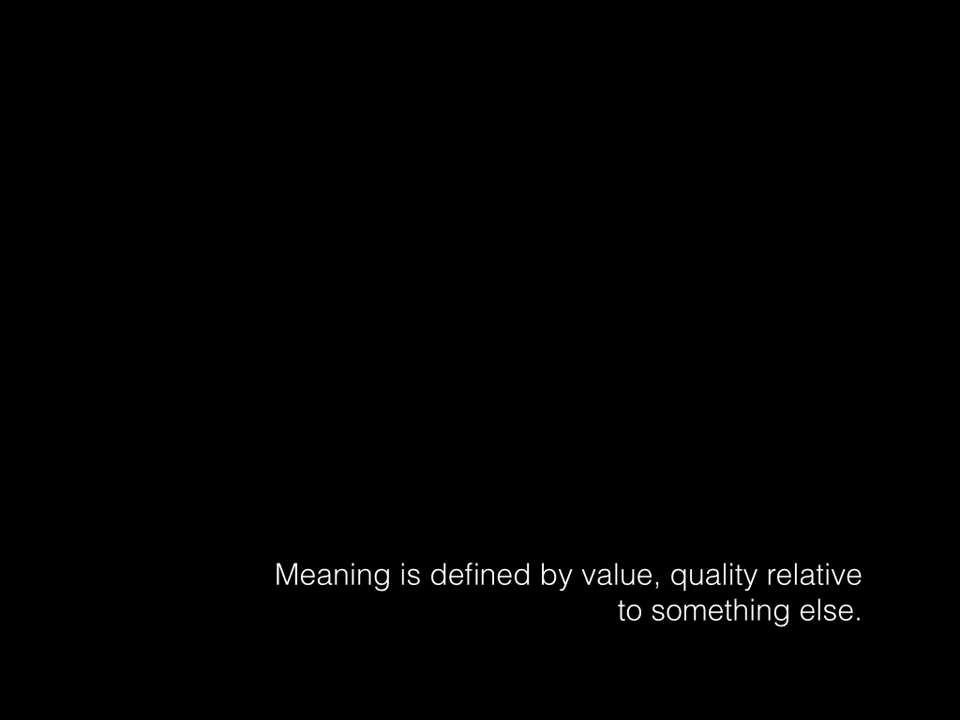 Meaning is defined by value, quality relative
to something else.